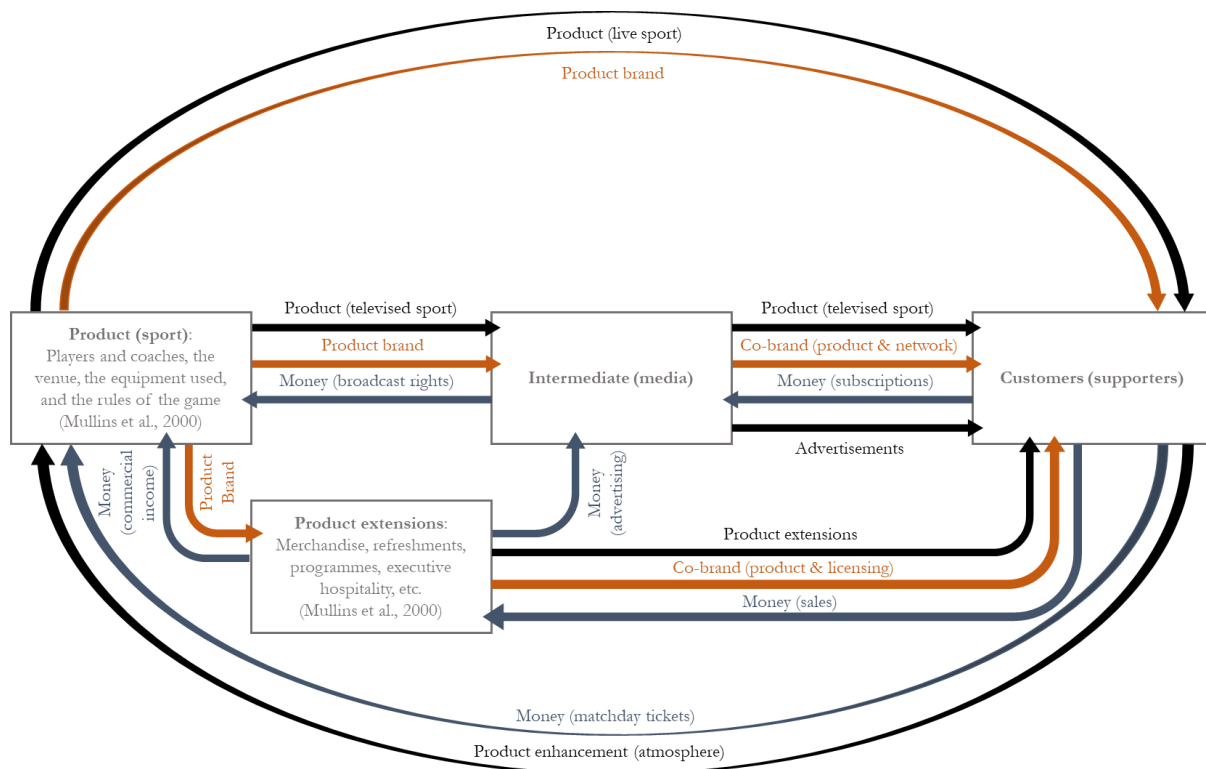 Product (live sport)
Product brand
Product (televised sport)
Product (televised sport)
Product (sport):
Players and coaches, the
venue, the equipment used,
and the rules of the game
(Mullins et al., 2000)
Product brand
Co-brand (product & network)
Intermediate (media)
Customers (supporters)
Money (broadcast rights)
Money (subscriptions)
Advertisements
Money
(commercial
income)
Product
Brand
Money
(advertising)
Product extensions:
Merchandise, refreshments,
programmes, executive
hospitality, etc.
(Mullins et al., 2000)
Product extensions
Co-brand (product & licensing)
Money (sales)
Money (matchday tickets)
Product enhancement (atmosphere)